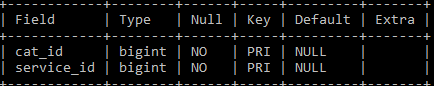 +------------+--------+------+-----+---------+-------+
| Field      | Type   | Null | Key | Default | Extra |
+------------+--------+------+-----+---------+-------+
| cat_id     | bigint | NO   | PRI | NULL    |       |
| service_id | bigint | NO   | PRI | NULL    |       |
+------------+--------+------+-----+---------+-------+